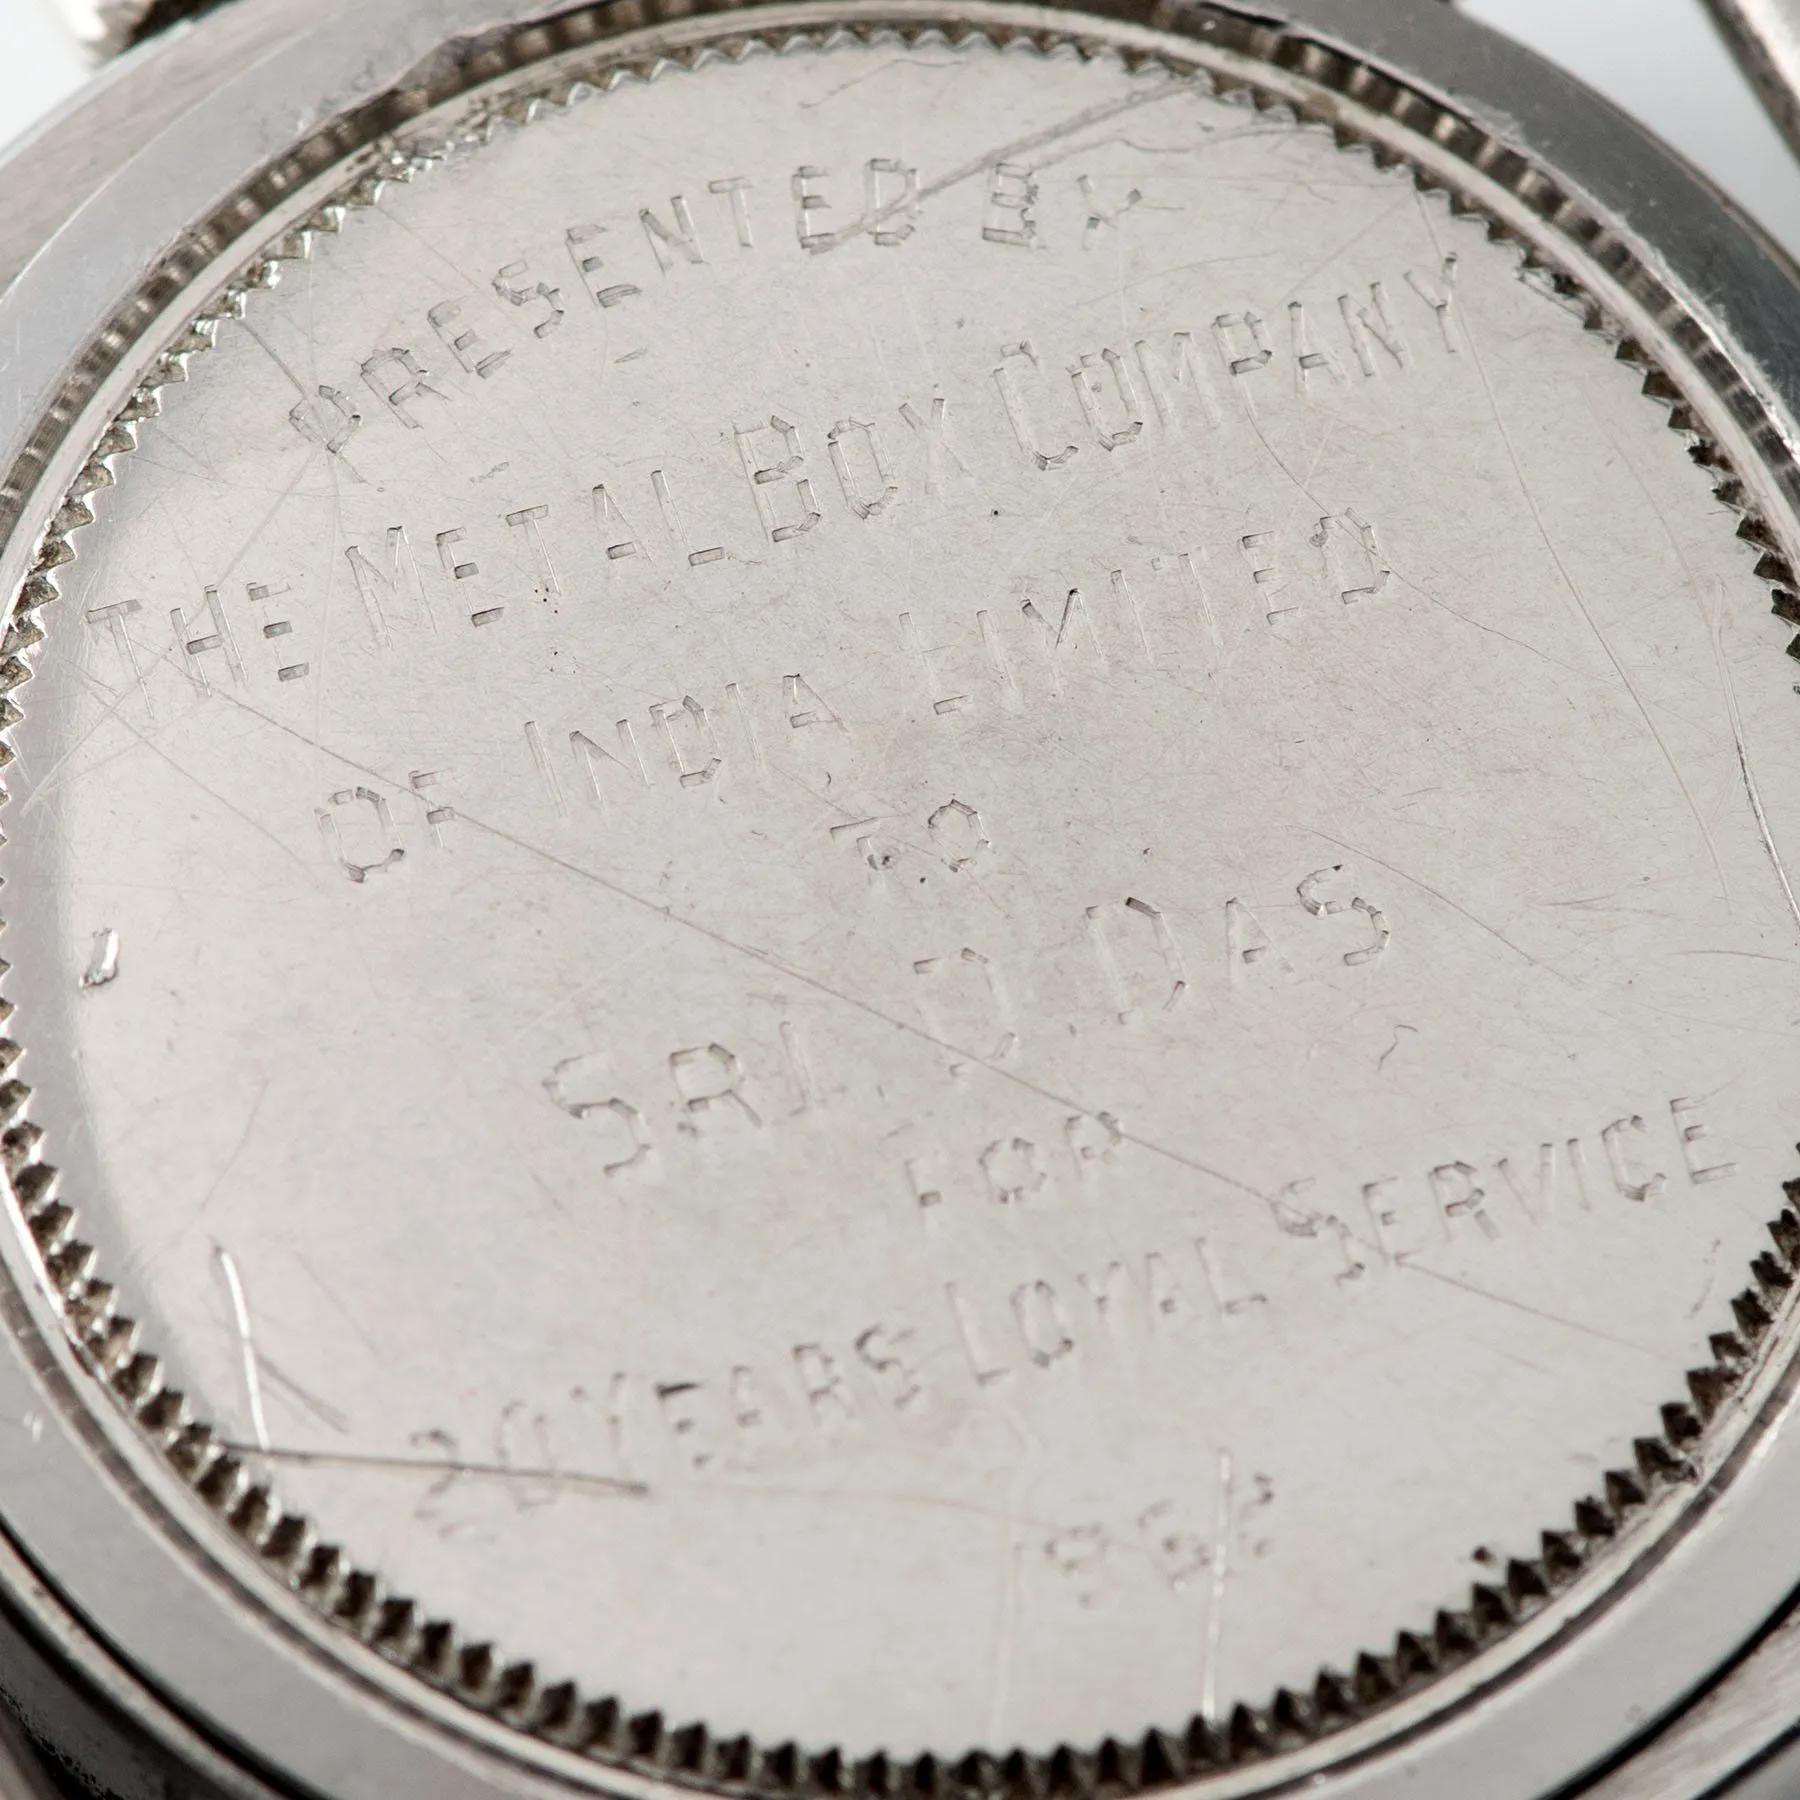 PRESENTED BY
THE METAL BOX COMPANY
OF INDIA LIMITED
TO
SRI. D. DAS
FOR
20 YEARS LOYAL SERVICE